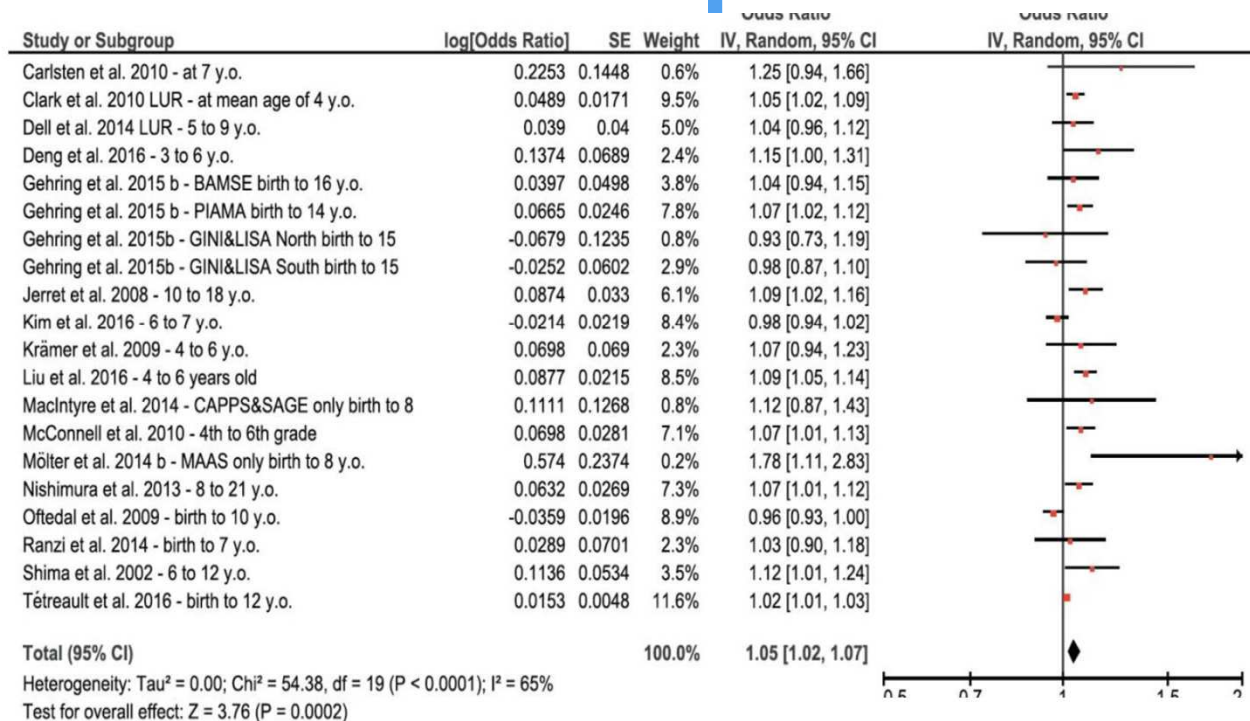 Odds Ratio Odds Ratio
Study or Subgroup log[Odds Ratio] SE Weight IV, Random, 95% CI IV, Random, 95% CI
Carlsten et al. 2010 - at 7 y.o. 0.2253 0.1448 0.6% 1.25 [0.94, 1.66]
Clark et al. 2010 LUR - at mean age of 4 y.o. 0.0489 0.0171 9.5% 1.05 [1.02, 1.09]
Dell et al. 2014 LUR - 5 to 9 y.o. 0.039 0.04 5.0% 1.04 [0.96, 1.12]
Deng et al. 2016 - 3 to 6 y.o. 0.1374 0.0689 2.4% 1.15 [1.00, 1.31]
Gehring et al. 2015 b - BAMSE birth to 16 y.o. 0.0397 0.0498 3.8% 1.04 [0.94, 1.15]
Gehring et al. 2015 b - PIAMA birth to 14 y.o. 0.0665 0.0246 7.8% 1.07 [1.02, 1.12]
Gehring et al. 2015b - GINI&LISA North birth to 15 -0.0679 0.1235 0.8% 0.93 [0.73, 1.19]
Gehring et al. 2015b - GINI&LISA South birth to 15 -0.0252 0.0602 2.9% 0.98 [0.87, 1.10]
Jerret et al. 2008 - 10 to 18 y.o. 0.0874 0.033 6.1% 1.09 [1.02, 1.16]
Kim et al. 2016 - 6 to 7 y.o. -0.0214 0.0219 8.4% 0.98 [0.94, 1.02]
Krämer et al. 2009 - 4 to 6 y.o. 0.0698 0.069 2.3% 1.07 [0.94, 1.23]
Liu et al. 2016 - 4 to 6 years old 0.0877 0.0215 8.5% 1.09 [1.05, 1.14]
MacIntyre et al. 2014 - CAPPS&SAGE only birth to 8 0.1111 0.1268 0.8% 1.12 [0.87, 1.43]
McConnell et al. 2010 - 4th to 6th grade 0.0698 0.0281 7.1% 1.07 [1.01, 1.13]
Mölter et al. 2014 b - MAAS only birth to 8 y.o. 0.574 0.2374 0.2% 1.78 [1.11, 2.83]
Nishimura et al. 2013 - 8 to 21 y.o. 0.0632 0.0269 7.3% 1.07 [1.01, 1.12]
Oftedal et al. 2009 - birth to 10 y.o. -0.0359 0.0196 8.9% 0.96 [0.93, 1.00]
Ranzi et al. 2014 - birth to 7 y.o. 0.0289 0.0701 2.3% 1.03 [0.90, 1.18]
Shima et al. 2002 - 6 to 12 y.o. 0.1136 0.0534 3.5% 1.12 [1.01, 1.24]
Tétreault et al. 2016 - birth to 12 y.o. 0.0153 0.0048 11.6% 1.02 [1.01, 1.03]
Total (95% CI) 100.0% 1.05 [1.02, 1.07]
Heterogeneity: Tau² = 0.00; Chi² = 54.38, df = 19 (P < 0.0001); I² = 65%
0.5 0.7 1 1.5 2
Test for overall effect: Z = 3.76 (P = 0.0002)